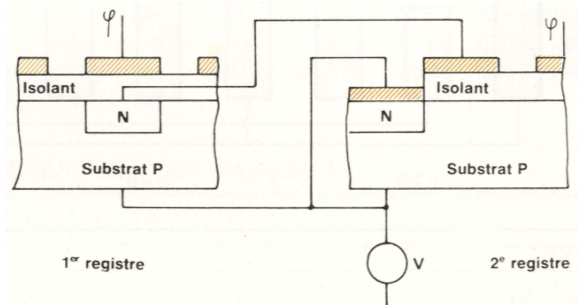 φ
φ
Isolant
Isolant
N
N
Substrat P
Substrat P
V
1er registre
2e registre